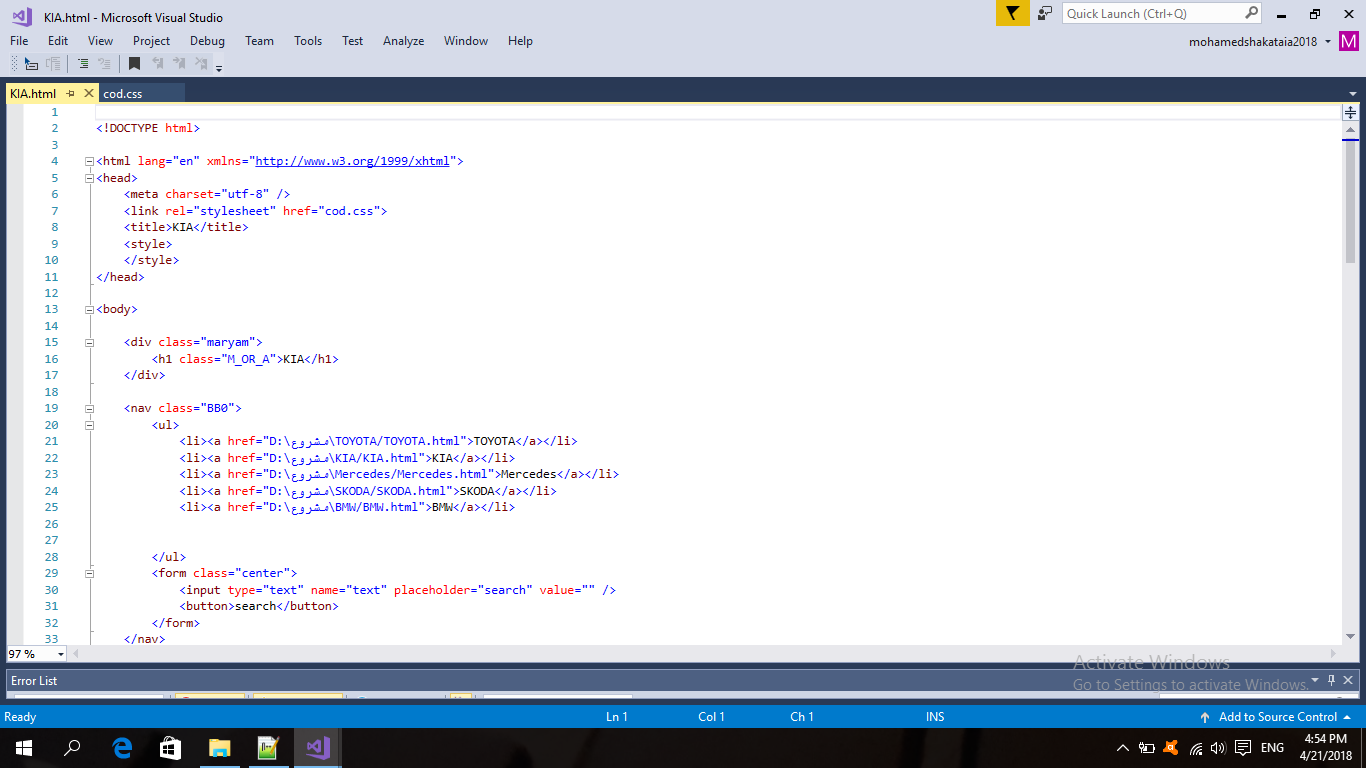 KIA.html - Microsoft Visual Studio
Quick Launch (Ctrl+Q)
File Edit View Project Debug Team Tools Test Analyze Window Help
mohamedshakataia2018 M
KIA.html cod.css
1
2 <!DOCTYPE html>
3
4 <html lang="en" xmlns="http://www.w3.org/1999/xhtml">
5 <head>
6 <meta charset="utf-8" />
7 <link rel="stylesheet" href="cod.css">
8 <title>KIA</title>
9 <style>
10 </style>
11 </head>
12
13 <body>
14
15 <div class="maryam">
16 <h1 class="M_OR_A">KIA</h1>
17 </div>
18
19 <nav class="BB0">
20 <ul>
21 <li><a href="D:\مشروع\TOYOTA/TOYOTA.html">TOYOTA</a></li>
22 <li><a href="D:\مشروع\KIA/KIA.html">KIA</a></li>
23 <li><a href="D:\مشروع\Mercedes/Mercedes.html">Mercedes</a></li>
24 <li><a href="D:\مشروع\SKODA/SKODA.html">SKODA</a></li>
25 <li><a href="D:\مشروع\BMW/BMW.html">BMW</a></li>
26
27
28 </ul>
29 <form class="center">
30 <input type="text" name="text" placeholder="search" value="" />
31 <button>search</button>
32 </form>
33 </nav>
97 %
Activate Windows
Go to Settings to activate Windows.
Error List
Ready Ln 1 Col 1 Ch 1 INS Add to Source Control
ENG
4:54 PM
4/21/2018